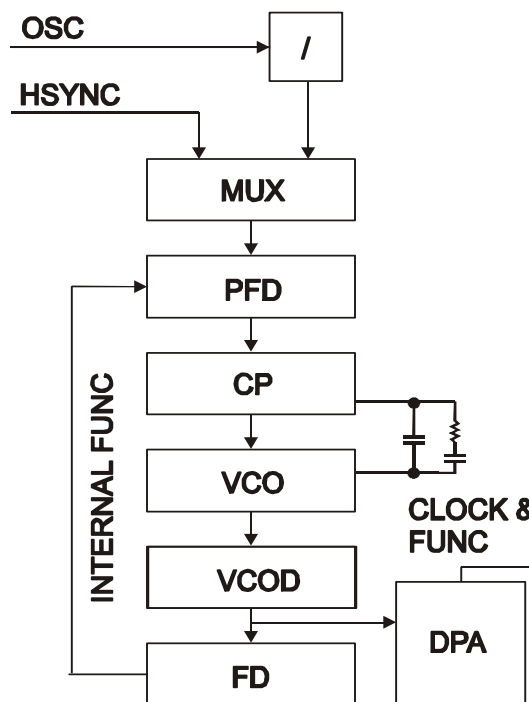 OSC
/
HSYNC
MUX
PFD
CP
VCO
CLOCK &
FUNC
INTERNAL FUNC
VCOD
DPA
FD